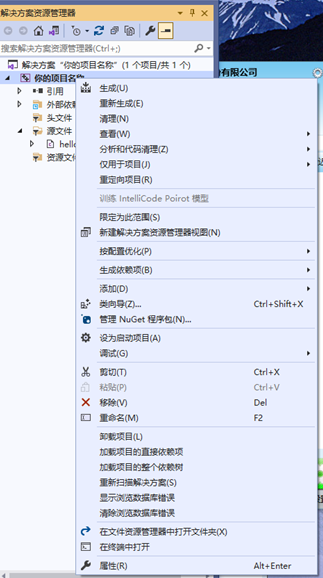 解决方案资源管理器
搜索解决方案资源管理器(Ctrl+;)
解决方案 "你的项目名称" (1 个项目/共 1 个)
你的项目名称
引用
外部依
头文件
源文件
hello
资源文
份有限公司
生成(U)
重新生成(E)
清理(N)
查看(W)
分析和代码清理(Z)
仅用于项目(J)
重定向项目(R)
训练 IntelliCode Poirot 模型
限定为此范围(S)
新建解决方案资源管理器视图(N)
按配置优化(P)
生成依赖项(B)
添加(D)
类向导(Z)... Ctrl+Shift+X
管理 NuGet 程序包(N)...
设为启动项目(A)
调试(G)
剪切(T) Ctrl+X
粘贴(P) Ctrl+V
移除(V) Del
重命名(M) F2
卸载项目(L)
加载项目的直接依赖项
加载项目的整个依赖树
重新扫描解决方案(S)
显示浏览数据库错误
清除浏览数据库错误
在文件资源管理器中打开文件夹(X)
在终端中打开
属性(R) Alt+Enter